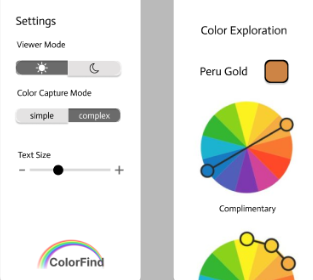 Settings
Viewer Mode
Color Capture Mode
simple complex
Text Size
- +
ColorFind
Color Exploration
Peru Gold
Complimentary